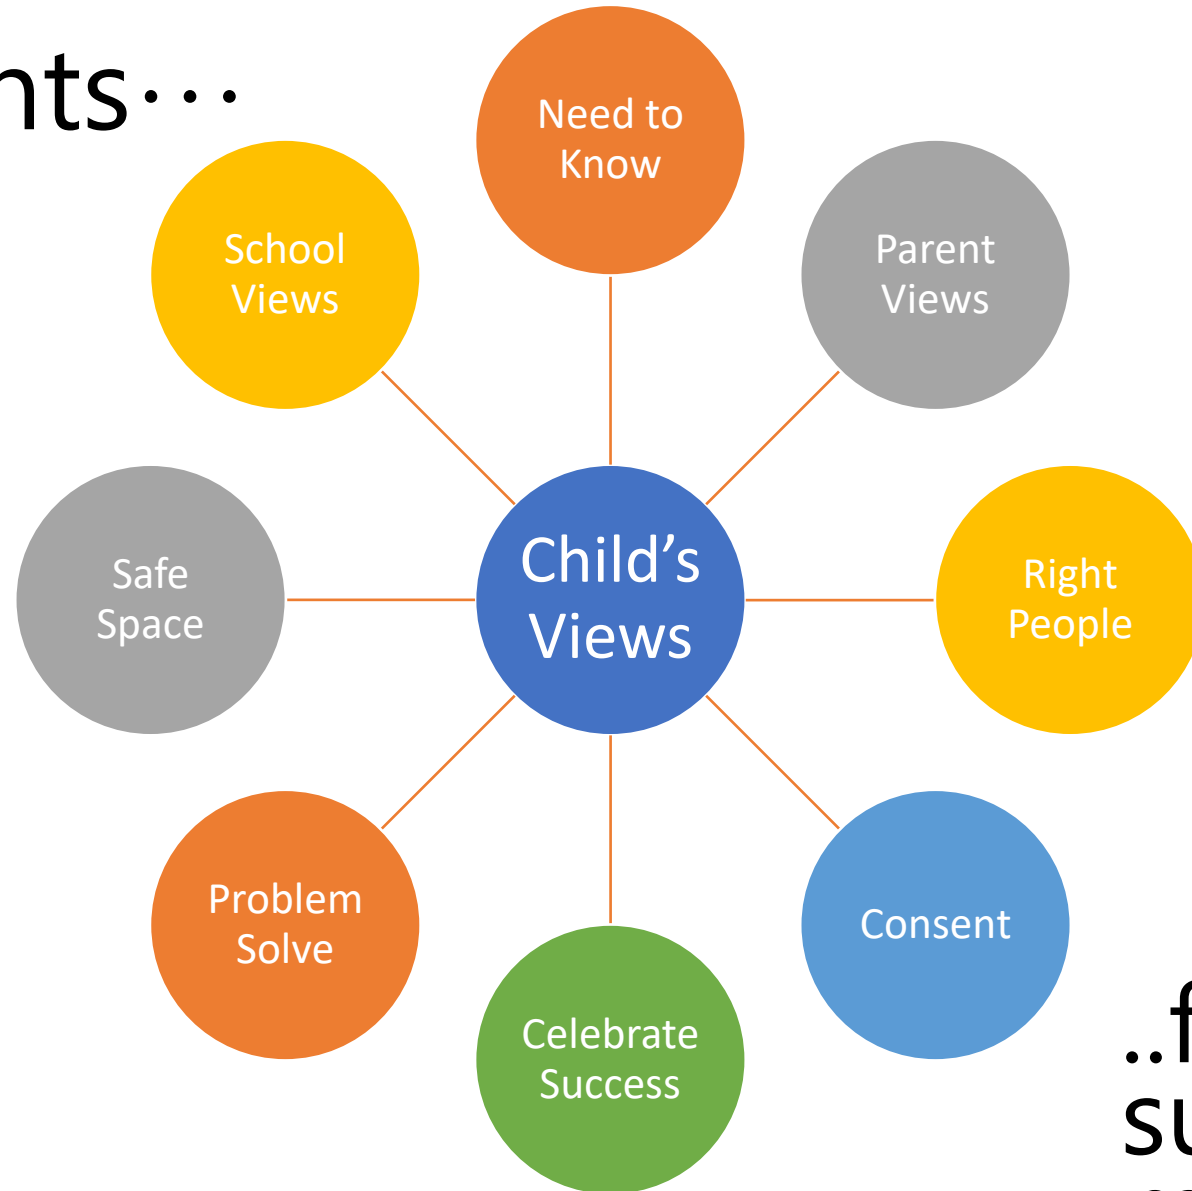 nts···
Need to
Know
School
Views
Parent
Views
Safe
Space
Child’s
Views
Right
People
Problem
Solve
Consent
Celebrate
Success
..f
su